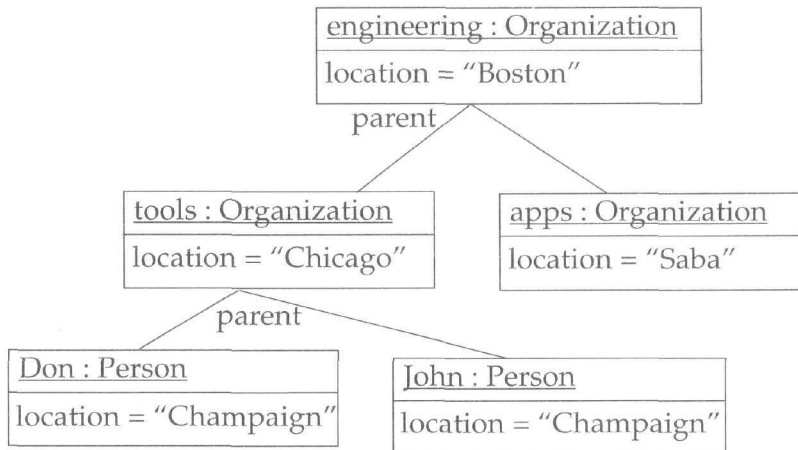 engineering : Organization
location = “Boston”
parent
tools : Organization
location = “Chicago”
apps : Organization
location = “Saba”
parent
Don : Person
location = “Champaign”
John : Person
location = “Champaign”